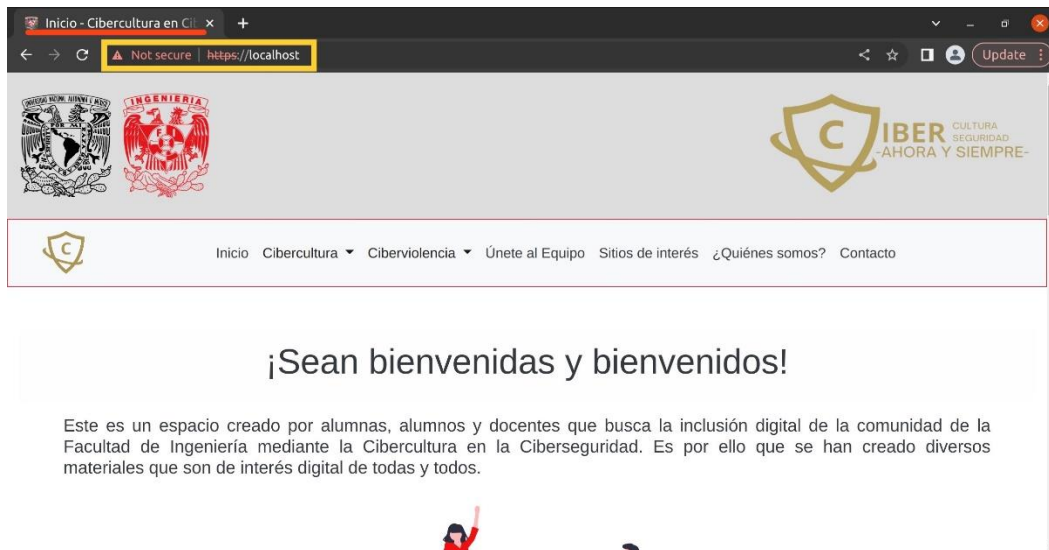 Inicio - Cibercultura en Ci
Not secure | https://localhost
Update
INGENIERIA
F I
POR MI
C
IBER CULTURA
SEGURIDAD
-AHORA Y SIEMPRE-
C
Inicio Cibercultura Ciberviolencia Únete al Equipo Sitios de interés ¿Quiénes somos? Contacto
¡Sean bienvenidas y bienvenidos!
Este es un espacio creado por alumnas, alumnos y docentes que busca la inclusión digital de la comunidad de la
Facultad de Ingeniería mediante la Cibercultura en la Ciberseguridad. Es por ello que se han creado diversos
materiales que son de interés digital de todas y todos.